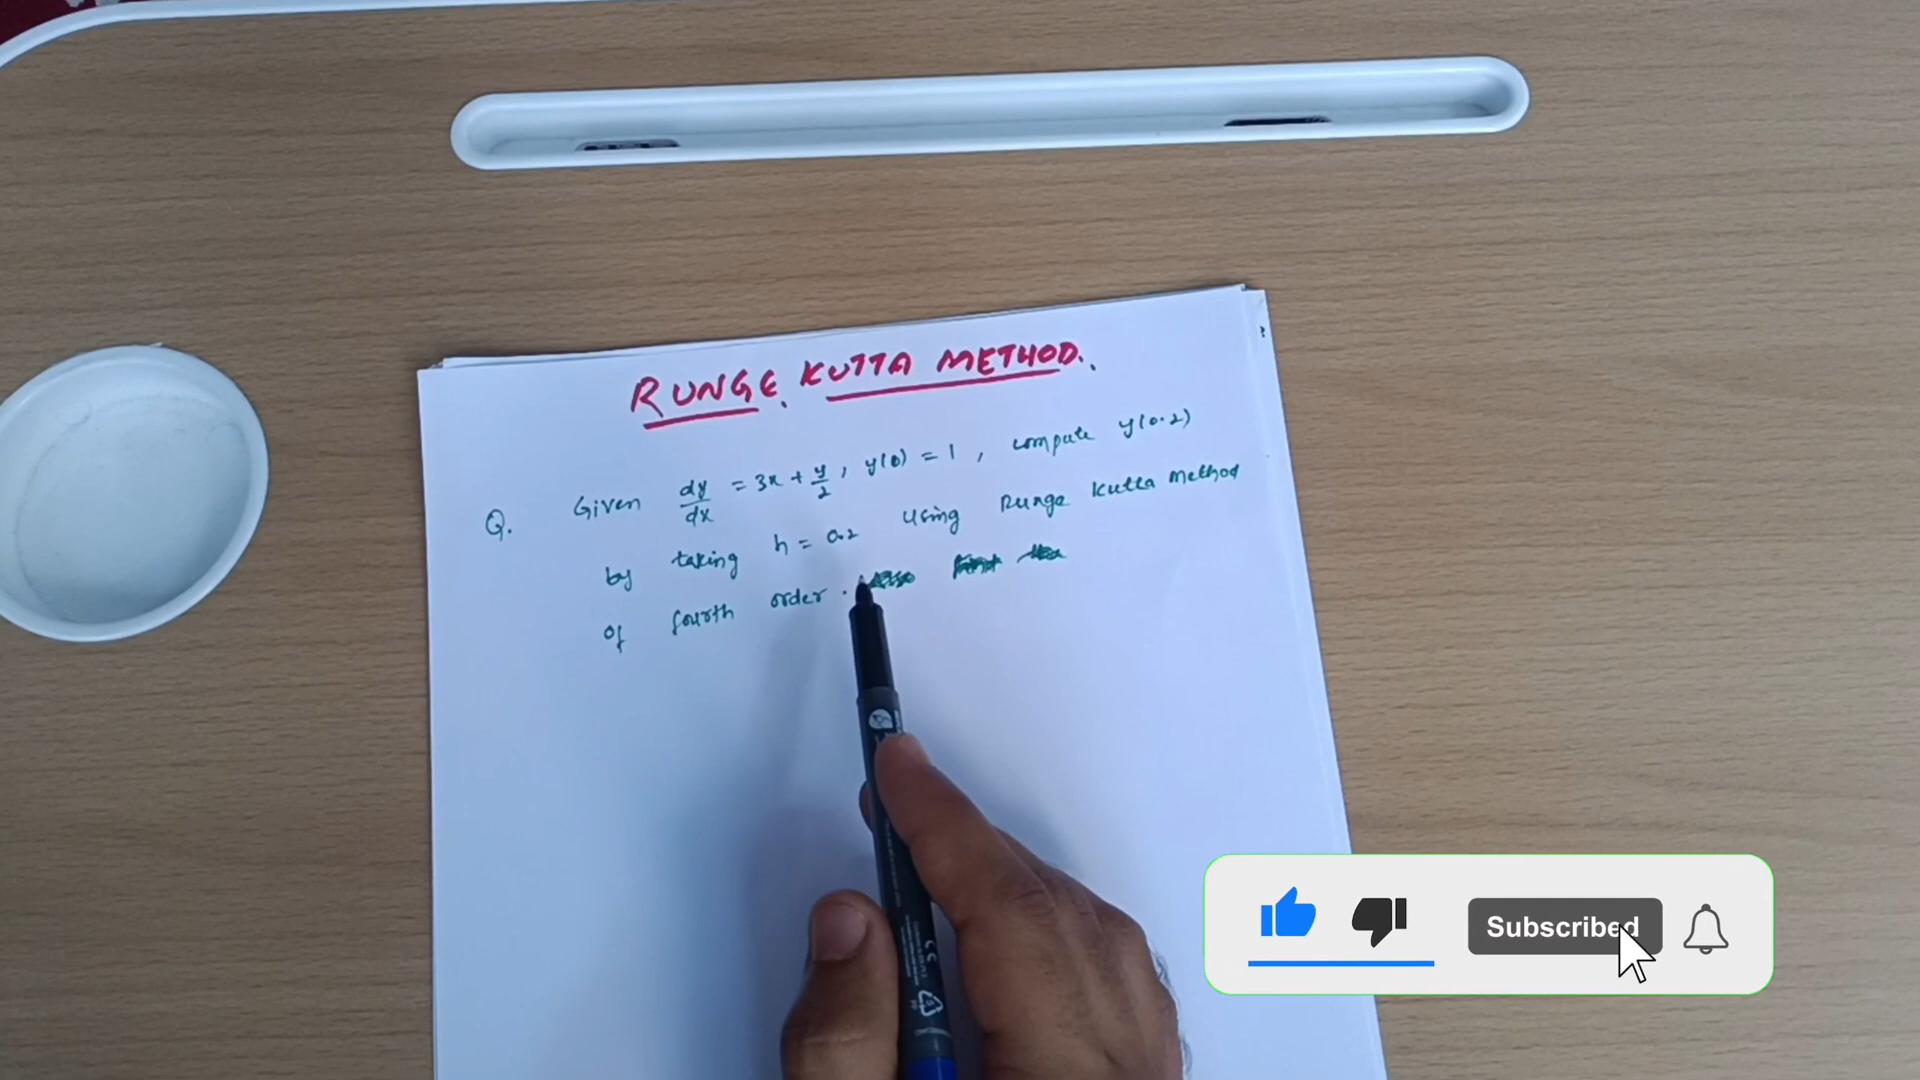 RUNGE KUTTA METHOD.
Q. Given dy/dx = 3x + y/2, y(0) = 1, compute y(0.2)
by taking h = 0.2 using Runge Kutta Method
of fourth order.
Subscribed